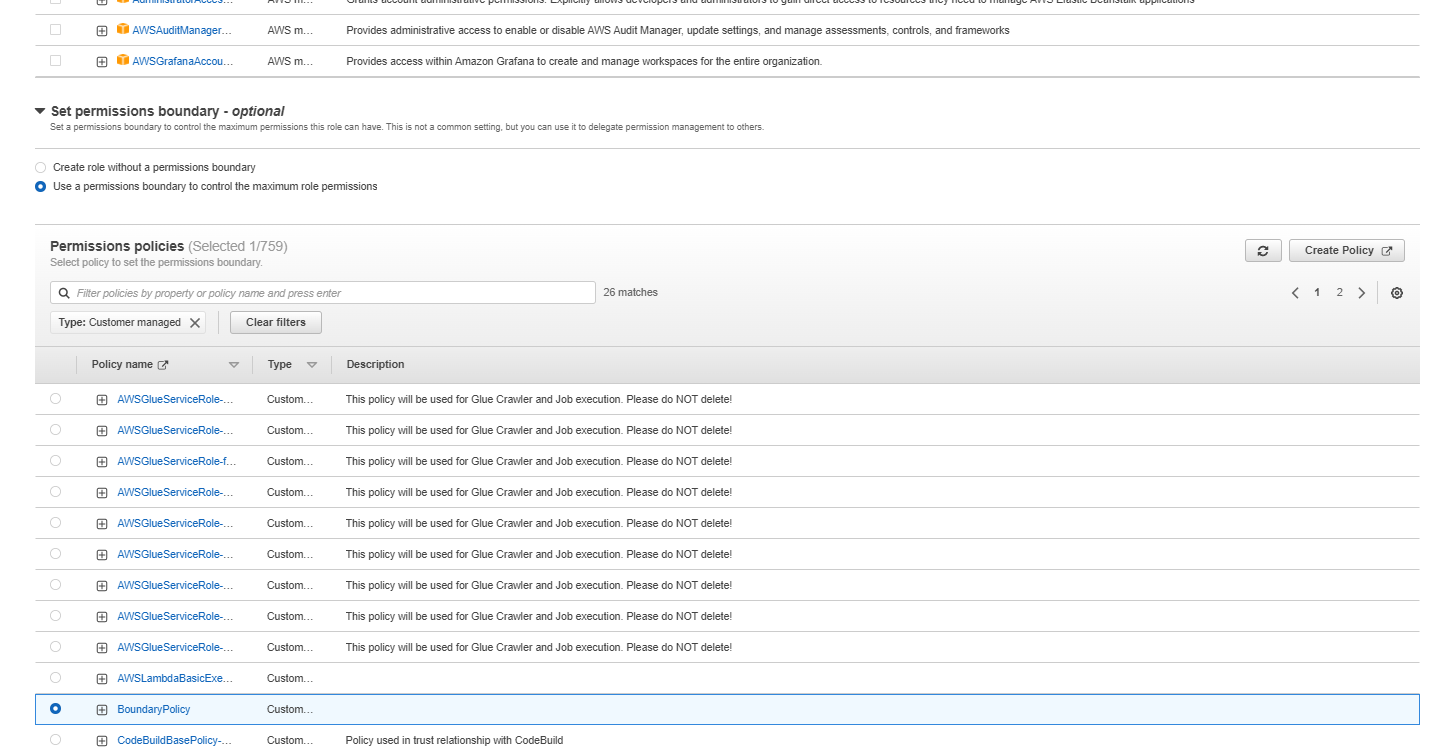 AdministratorAcces... AWS m... Grants account administrative permissions. Explicitly allows developers and administrators to gain direct access to resources they need to manage AWS Elastic Beanstalk applications
AWSAuditManager... AWS m... Provides administrative access to enable or disable AWS Audit Manager, update settings, and manage assessments, controls, and frameworks
AWSGrafanaAccou... AWS m... Provides access within Amazon Grafana to create and manage workspaces for the entire organization.
Set permissions boundary - optional
Set a permissions boundary to control the maximum permissions this role can have. This is not a common setting, but you can use it to delegate permission management to others.
Create role without a permissions boundary
Use a permissions boundary to control the maximum role permissions
Permissions policies (Selected 1/759)
Select policy to set the permissions boundary.
Create Policy
Filter policies by property or policy name and press enter
26 matches
1 2
Type: Customer managed
Clear filters
Policy name Type Description
AWSGlueServiceRole-... Custom... This policy will be used for Glue Crawler and Job execution. Please do NOT delete!
AWSGlueServiceRole-... Custom... This policy will be used for Glue Crawler and Job execution. Please do NOT delete!
AWSGlueServiceRole-f... Custom... This policy will be used for Glue Crawler and Job execution. Please do NOT delete!
AWSGlueServiceRole-... Custom... This policy will be used for Glue Crawler and Job execution. Please do NOT delete!
AWSGlueServiceRole-... Custom... This policy will be used for Glue Crawler and Job execution. Please do NOT delete!
AWSGlueServiceRole-... Custom... This policy will be used for Glue Crawler and Job execution. Please do NOT delete!
AWSGlueServiceRole-... Custom... This policy will be used for Glue Crawler and Job execution. Please do NOT delete!
AWSGlueServiceRole-... Custom... This policy will be used for Glue Crawler and Job execution. Please do NOT delete!
AWSGlueServiceRole-... Custom... This policy will be used for Glue Crawler and Job execution. Please do NOT delete!
AWSLambdaBasicExe... Custom...
BoundaryPolicy Custom...
CodeBuildBasePolicy-... Custom... Policy used in trust relationship with CodeBuild